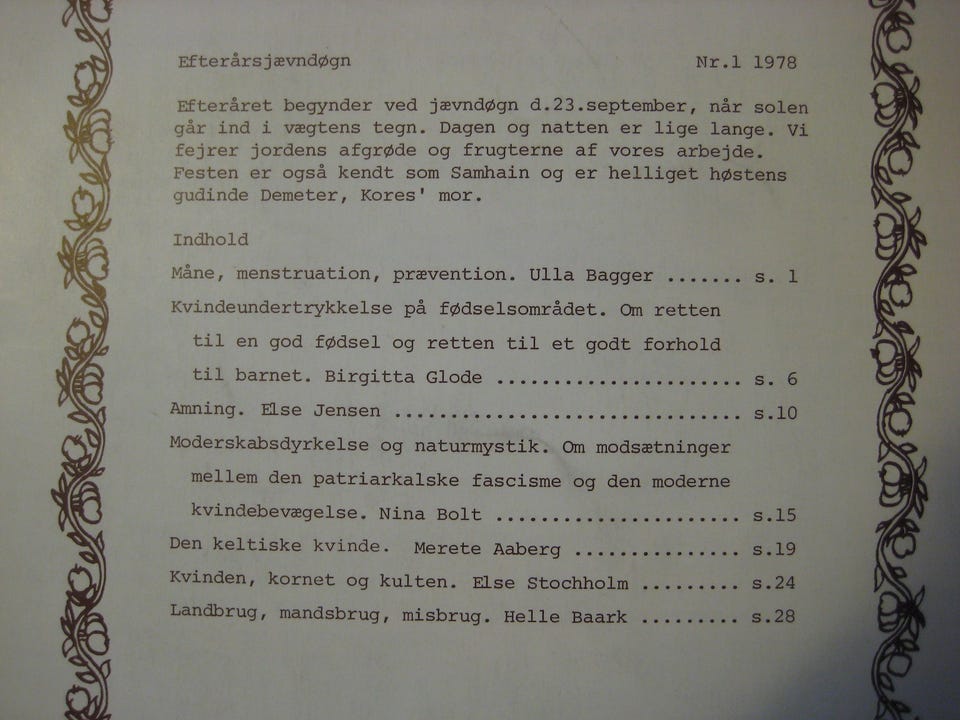 Efterårsjævndøgn Nr.1 1978
Efteråret begynder ved jævndøgn d.23.september, når solen
går ind i vægtens tegn. Dagen og natten er lige lange. Vi
fejrer jordens afgrøde og frugterne af vores arbejde.
Festen er også kendt som Samhain og er helliget høstens
gudinde Demeter, Kores' mor.
Indhold
Måne, menstruation, prævention. Ulla Bagger ....... s. 1
Kvindeundertrykkelse på fødselsområdet. Om retten
til en god fødsel og retten til et godt forhold
til barnet. Birgitta Glode ....................... s. 6
Amning. Else Jensen ................................ s.10
Moderskabsdyrkelse og naturmystik. Om modsætninger
mellem den patriarkalske fascisme og den moderne
kvindebevægelse. Nina Bolt ....................... s.15
Den keltiske kvinde. Merete Aaberg ............... s.19
Kvinden, kornet og kulten. Else Stochholm ......... s.24
Landbrug, mandsbrug, misbrug. Helle Baark ......... s.28